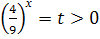 (4/9)^x = t > 0